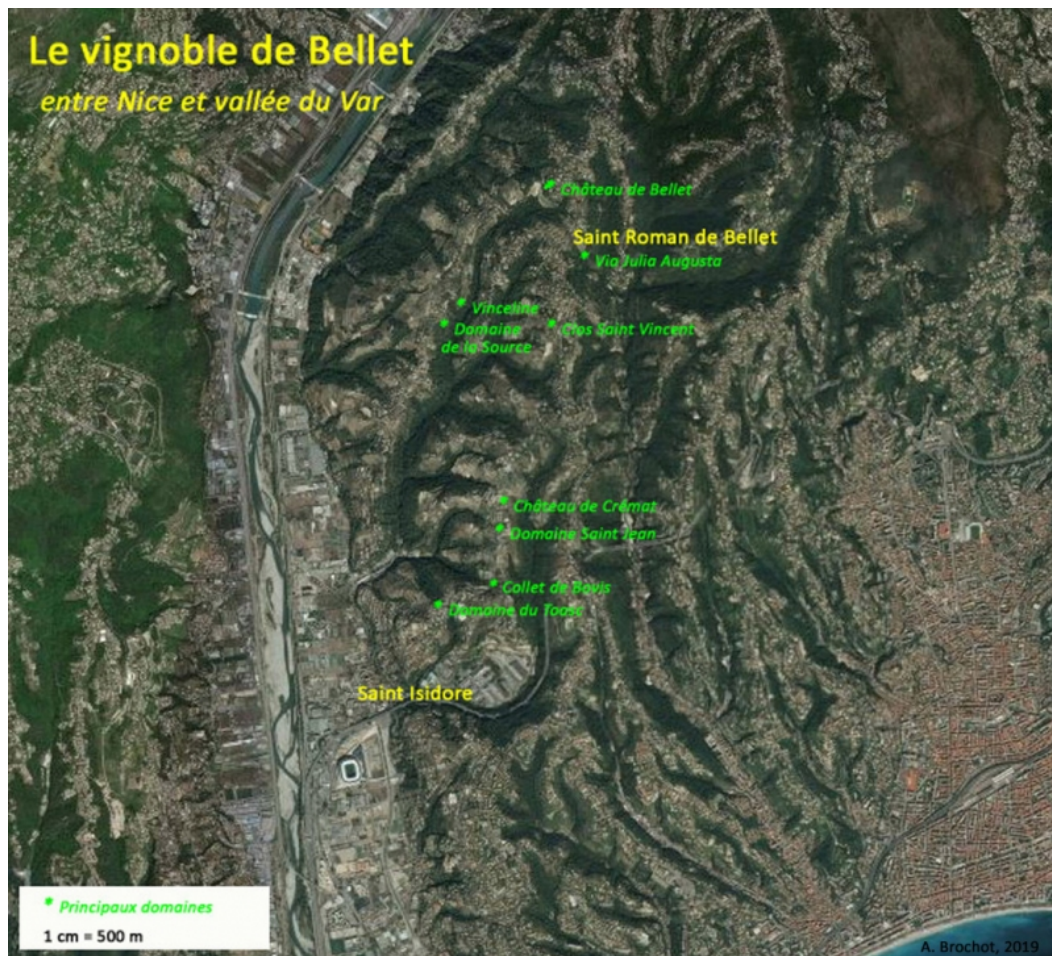 Le vignoble de Bellet
entre Nice et vallée du Var
* Château de Bellet
Saint Roman de Bellet
* Via Julia Augusta
* Vinceline
* Domaine
de la Source
* Clos Saint Vincent
* Château de Crémat
* Domaine Saint Jean
* Collet de Bovis
* Domaine du Toasc
Saint Isidore
* Principaux domaines
1 cm = 500 m
A. Brochot, 2019